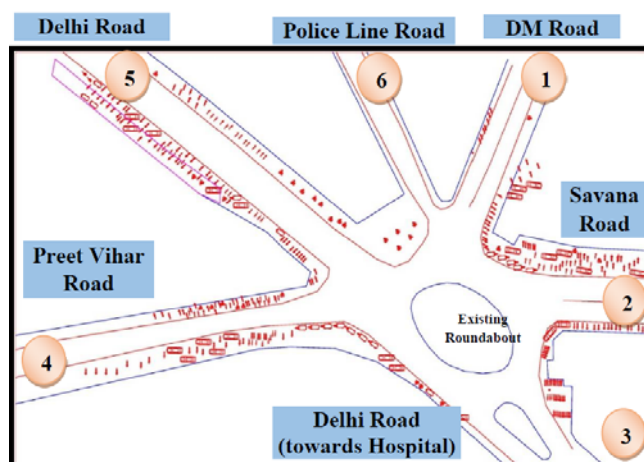 Delhi Road
Police Line Road
DM Road
5
6
1
Savana
Road
Preet Vihar
Road
2
Existing
Roundabout
4
Delhi Road
(towards Hospital)
3